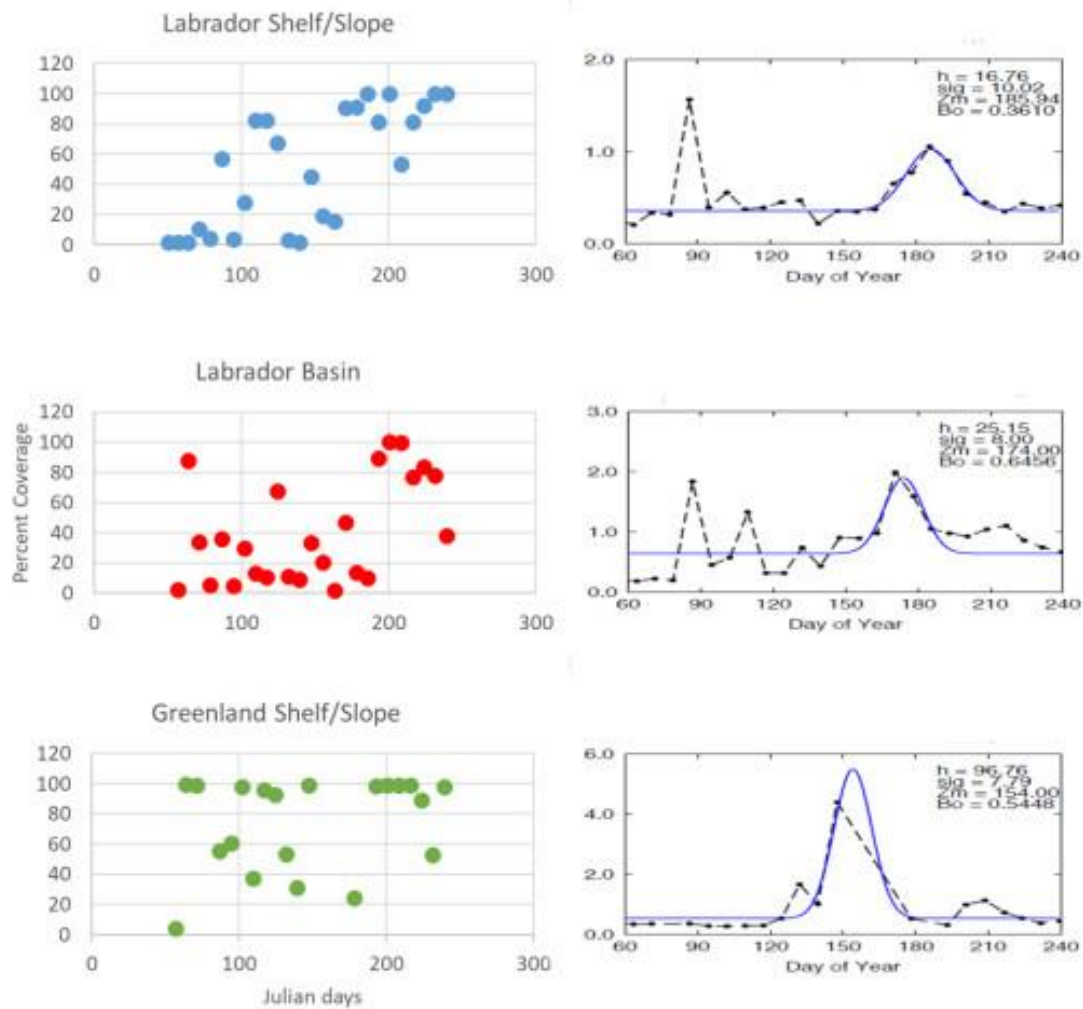 Labrador Shelf/Slope
120
100
80
60
40
20
0
0 100 200 300
2.0
1.0
0.0
h = 16.76
sig = 10.02
Zm = 185.94
Bo = 0.3610
60 90 120 150 180 210 240
Day of Year
Labrador Basin
Percent Coverage
120
100
80
60
40
20
0
0 100 200 300
3.0
2.0
1.0
0.0
h = 25.15
sig = 8.00
Zm = 174.00
Bo = 0.6456
60 90 120 150 180 210 240
Day of Year
Greenland Shelf/Slope
120
100
80
60
40
20
0
0 100 200 300
Julian days
6.0
4.0
2.0
0.0
h = 96.76
sig = 7.79
Zm = 154.00
Bo = 0.5448
60 90 120 150 180 210 240
Day of Year